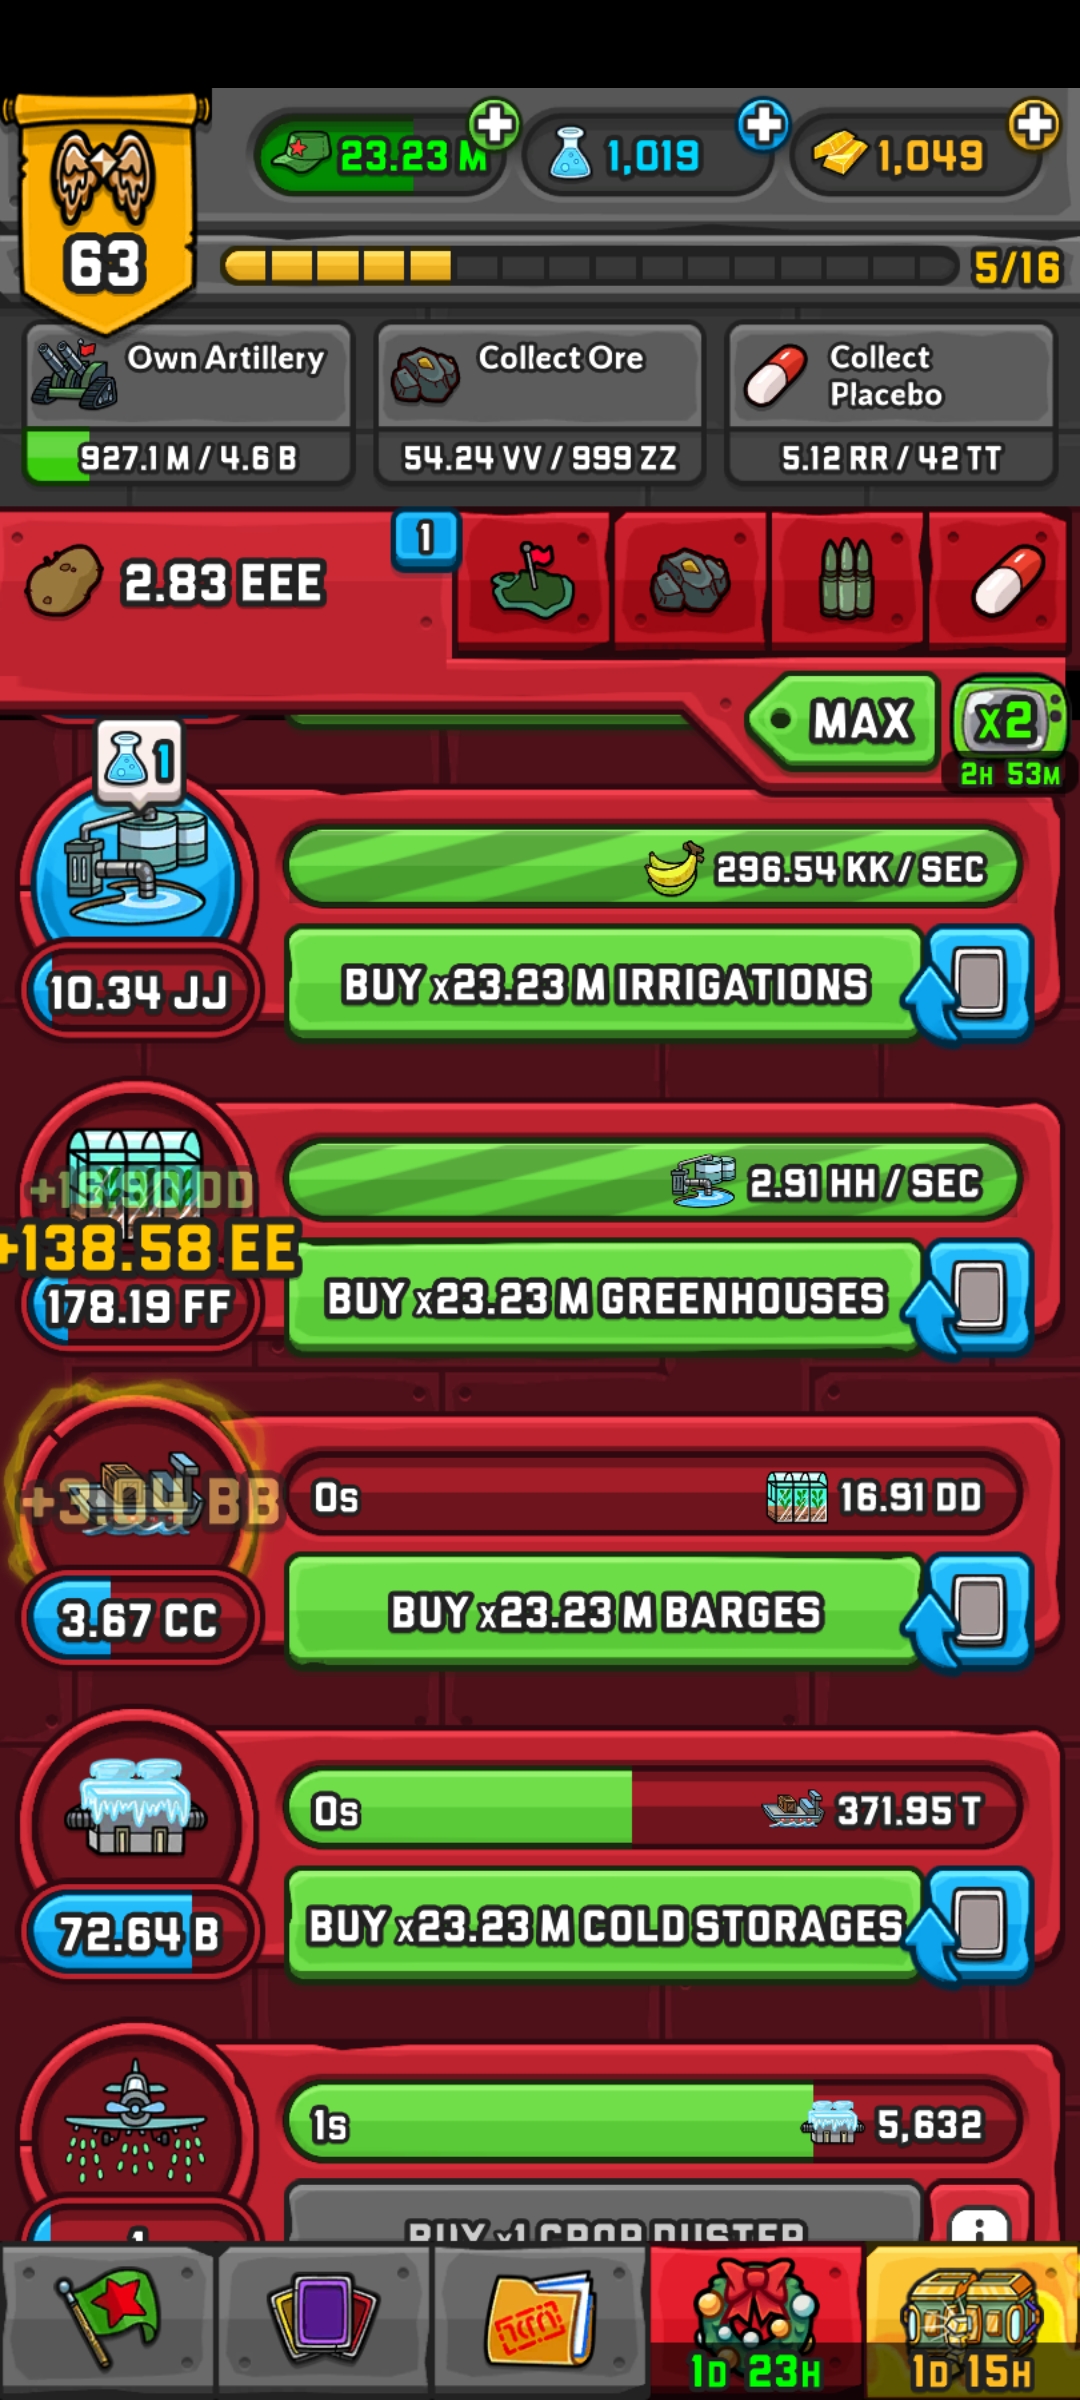 23.23 M
1,019
1,049
63
5/16
Own Artillery
927.1 M / 4.6 B
Collect Ore
54.24 VV / 999 ZZ
Collect
Placebo
5.12 RR / 42 TT
2.83 EEE
1
MAX
x2
2H 53M
1
296.54 KK / SEC
10.34 JJ
BUY x23.23 M IRRIGATIONS
2.91 HH / SEC
+138.58 EE
178.19 FF
BUY x23.23 M GREENHOUSES
+3.04 BB
0s
16.91 DD
3.67 CC
BUY x23.23 M BARGES
0s
371.95 T
72.64 B
BUY x23.23 M COLD STORAGES
1s
5,632
1
BUY x1 CROP DUSTER
1D 23H
1D 15H